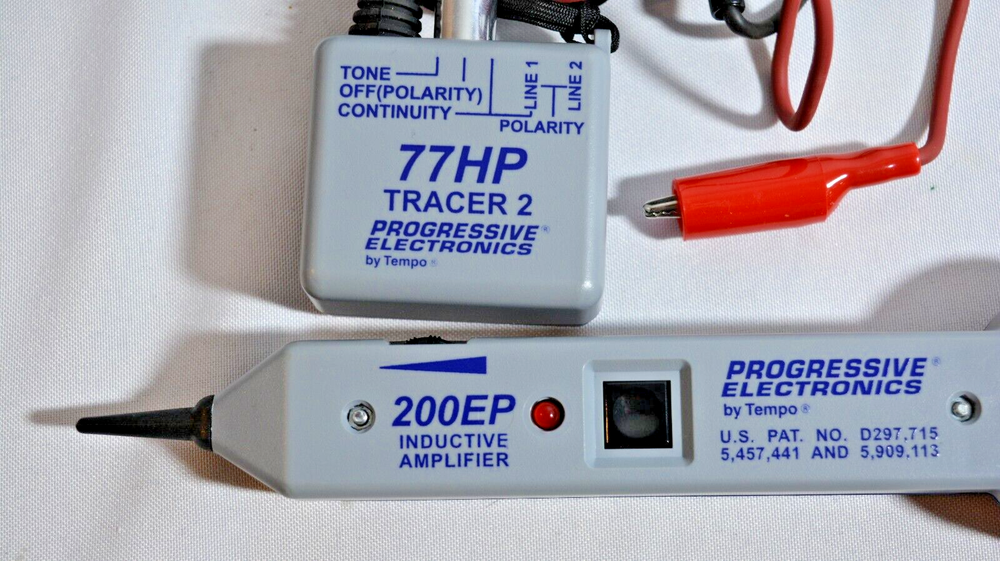 TONE
OFF(POLARITY)
CONTINUITY
LINE 1
LINE 2
POLARITY
77HP
TRACER 2
PROGRESSIVE®
ELECTRONICS
by Tempo®
200EP
INDUCTIVE
AMPLIFIER
PROGRESSIVE®
ELECTRONICS
by Tempo®
U.S. PAT. NO. D297,715
5,457,441 AND 5,909,113